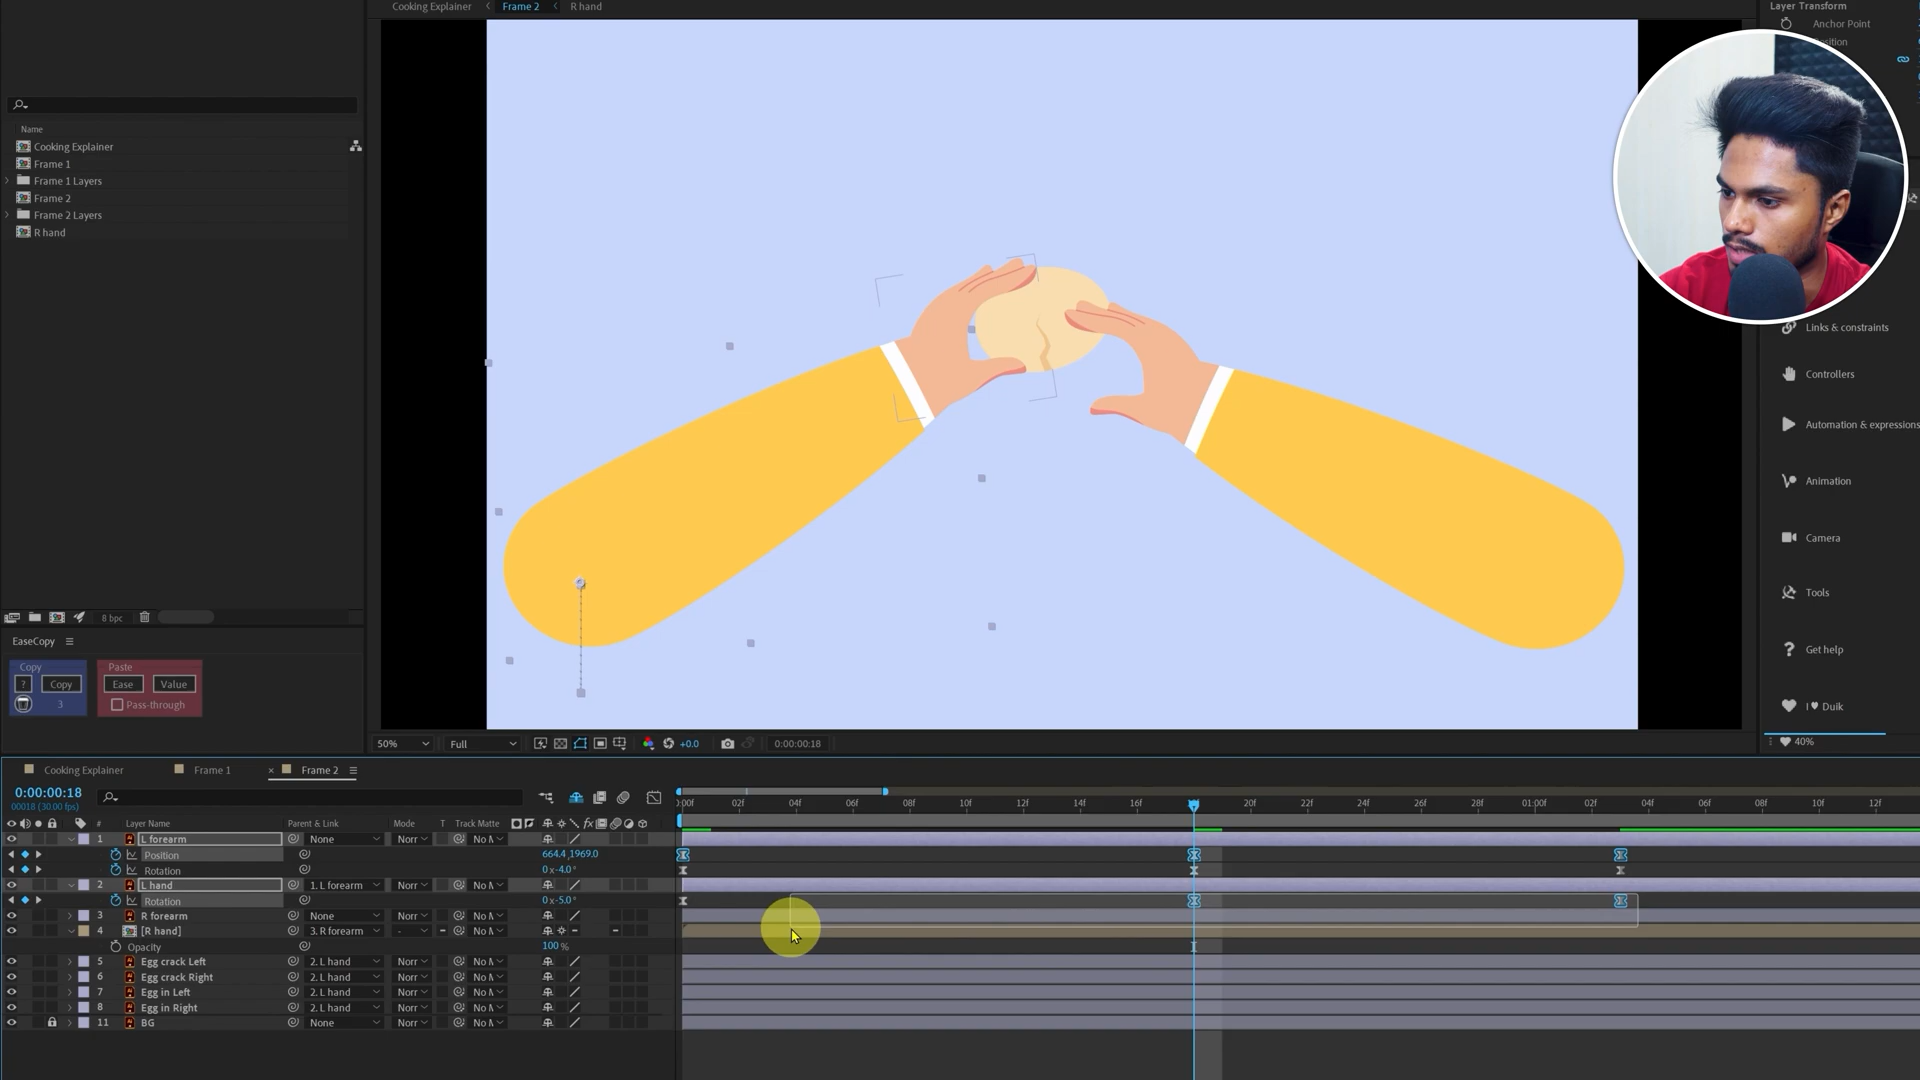 Cooking Explainer Frame 2 R hand
Layer Transform
Anchor Point
Position
Name
Cooking Explainer
Frame 1
Frame 1 Layers
Frame 2
Frame 2 Layers
R hand
8 bpc
EaseCopy
Copy
? Copy
3
Paste
Ease Value
Pass-through
Links & constraints
Controllers
Automation & expressions
Animation
Camera
Tools
Get help
I ♥ Duik
40%
50% Full +0.0 0:00:00:18
Cooking Explainer Frame 1 × Frame 2
0:00:00:18
00018 (30.00 fps)
:00f 02f 04f 06f 08f 10f 12f 14f 16f 20f 22f 24f 26f 28f 01:00f 02f 04f 06f 08f 10f 12f
# Layer Name Parent & Link Mode T Track Matte
1 L forearm None Norr No M
Position 664.4,1969.0
Rotation 0x-4.0°
2 L hand 1. L forearm Norr No M
Rotation 0x-5.0°
3 R forearm None Norr No M
4 [R hand] 3. R forearm - No M
Opacity 100 %
5 Egg crack Left 2. L hand Norr No M
6 Egg crack Right 2. L hand Norr No M
7 Egg in Left 2. L hand Norr No M
8 Egg in Right 2. L hand Norr No M
11 BG None Norr No M